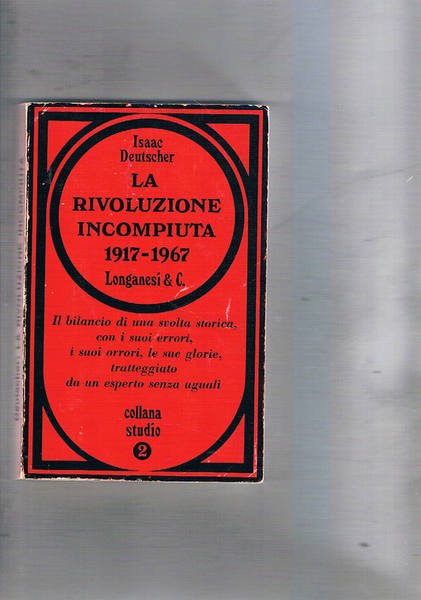 Isaac
Deutscher
LA
RIVOLUZIONE
INCOMPIUTA
1917-1967
Longanesi & C.
Il bilancio di una svolta storica,
con i suoi errori,
i suoi orrori, le sue glorie,
tratteggiato
da un esperto senza uguali
collana
studio
2